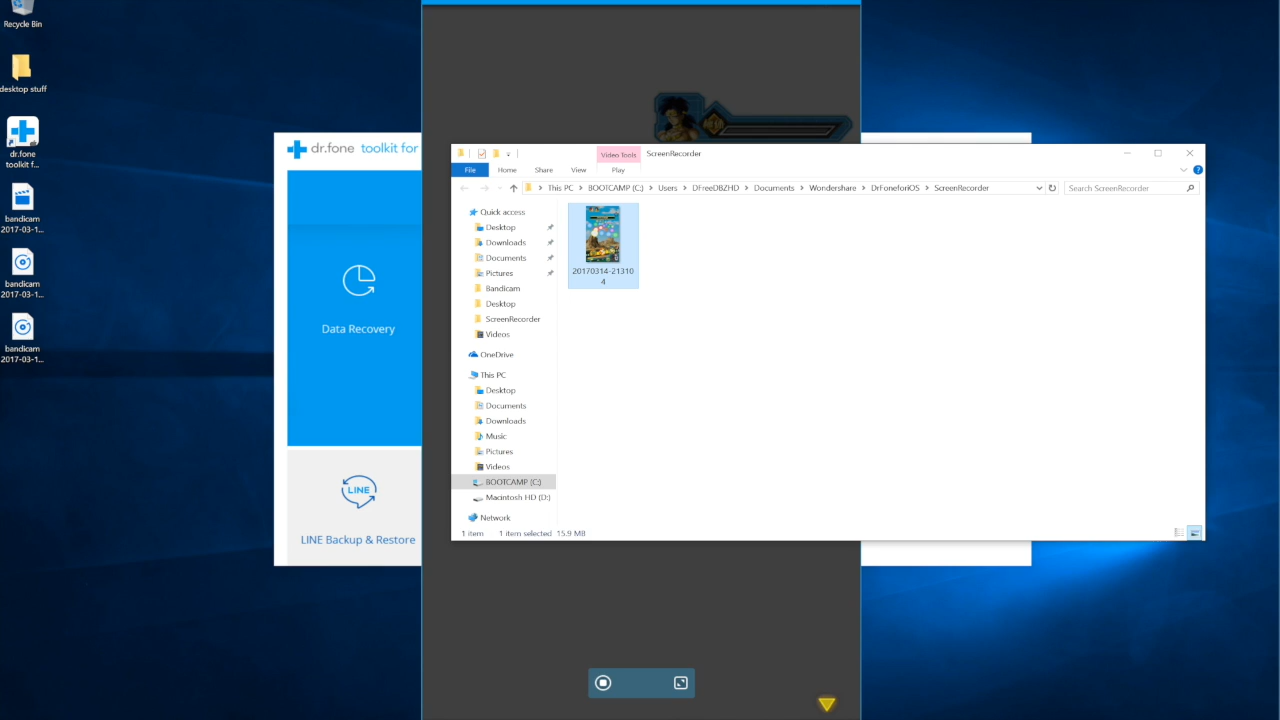 Recycle Bin
desktop stuff
dr.fone
toolkit f...
bandicam
2017-03-1...
bandicam
2017-03-1...
bandicam
2017-03-1...
dr.fone toolkit for
Data Recovery
LINE
LINE Backup & Restore
Video Tools
ScreenRecorder
File
Home
Share
View
Play
This PC
BOOTCAMP (C:)
Users
DFreeDBZHD
Documents
Wondershare
DrFoneforiOS
ScreenRecorder
Search ScreenRecorder
Quick access
Desktop
Downloads
Documents
Pictures
Bandicam
Desktop
ScreenRecorder
Videos
OneDrive
This PC
Desktop
Documents
Downloads
Music
Pictures
Videos
BOOTCAMP (C:)
Macintosh HD (D:)
Network
20170314-21310
4
1 item
1 item selected
15.9 MB